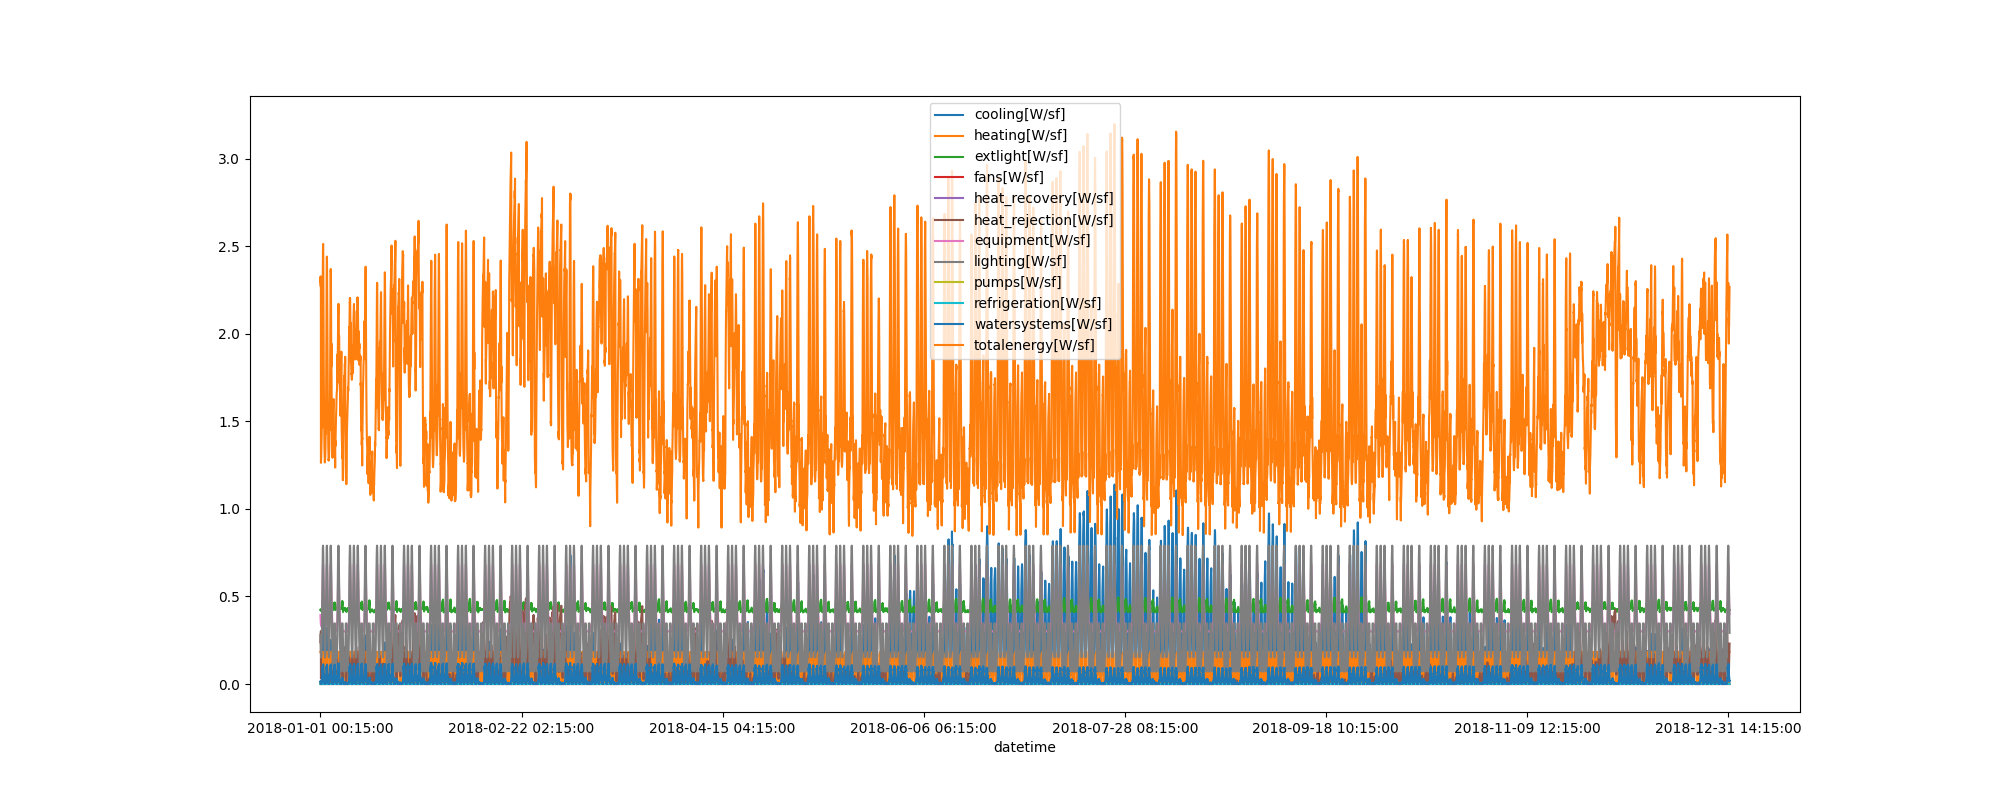 3.0
2.5
2.0
1.5
1.0
0.5
0.0
cooling[W/sf]
heating[W/sf]
extlight[W/sf]
fans[W/sf]
heat_recovery[W/sf]
heat_rejection[W/sf]
equipment[W/sf]
lighting[W/sf]
pumps[W/sf]
refrigeration[W/sf]
watersystems[W/sf]
totalenergy[W/sf]
2018-01-01 00:15:00 2018-02-22 02:15:00 2018-04-15 04:15:00 2018-06-06 06:15:00 2018-07-28 08:15:00 2018-09-18 10:15:00 2018-11-09 12:15:00 2018-12-31 14:15:00
datetime